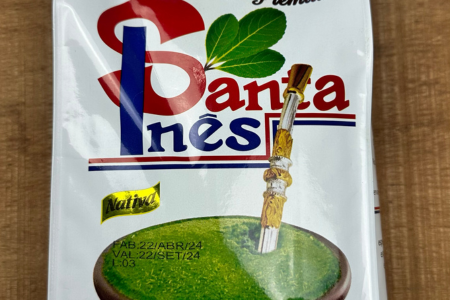 Santa
Inês
Nativa
FAB.22/ABR/24
VAL.22/SET/24
L.03